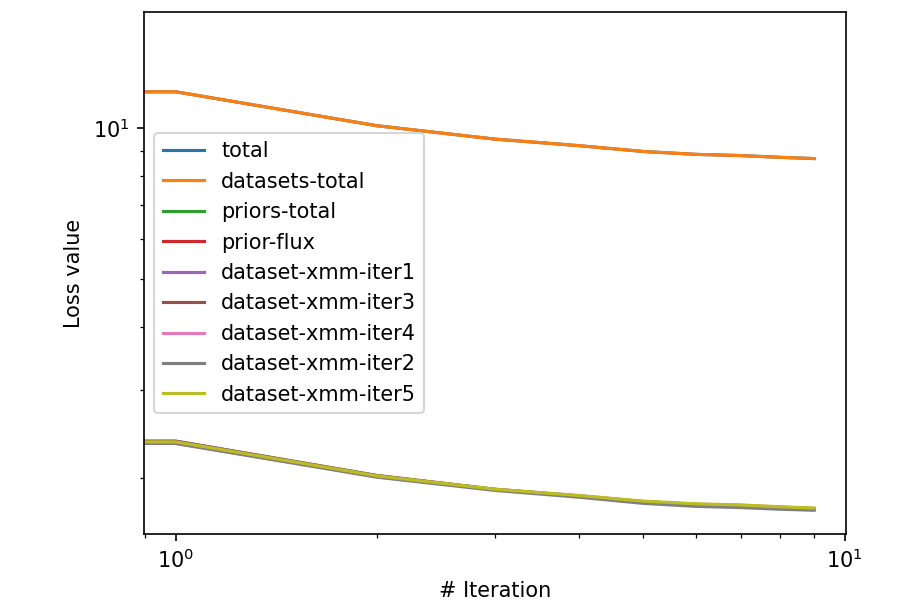 10¹
total
datasets-total
priors-total
prior-flux
dataset-xmm-iter1
dataset-xmm-iter3
dataset-xmm-iter4
dataset-xmm-iter2
dataset-xmm-iter5
Loss value
10⁰ 10¹
# Iteration